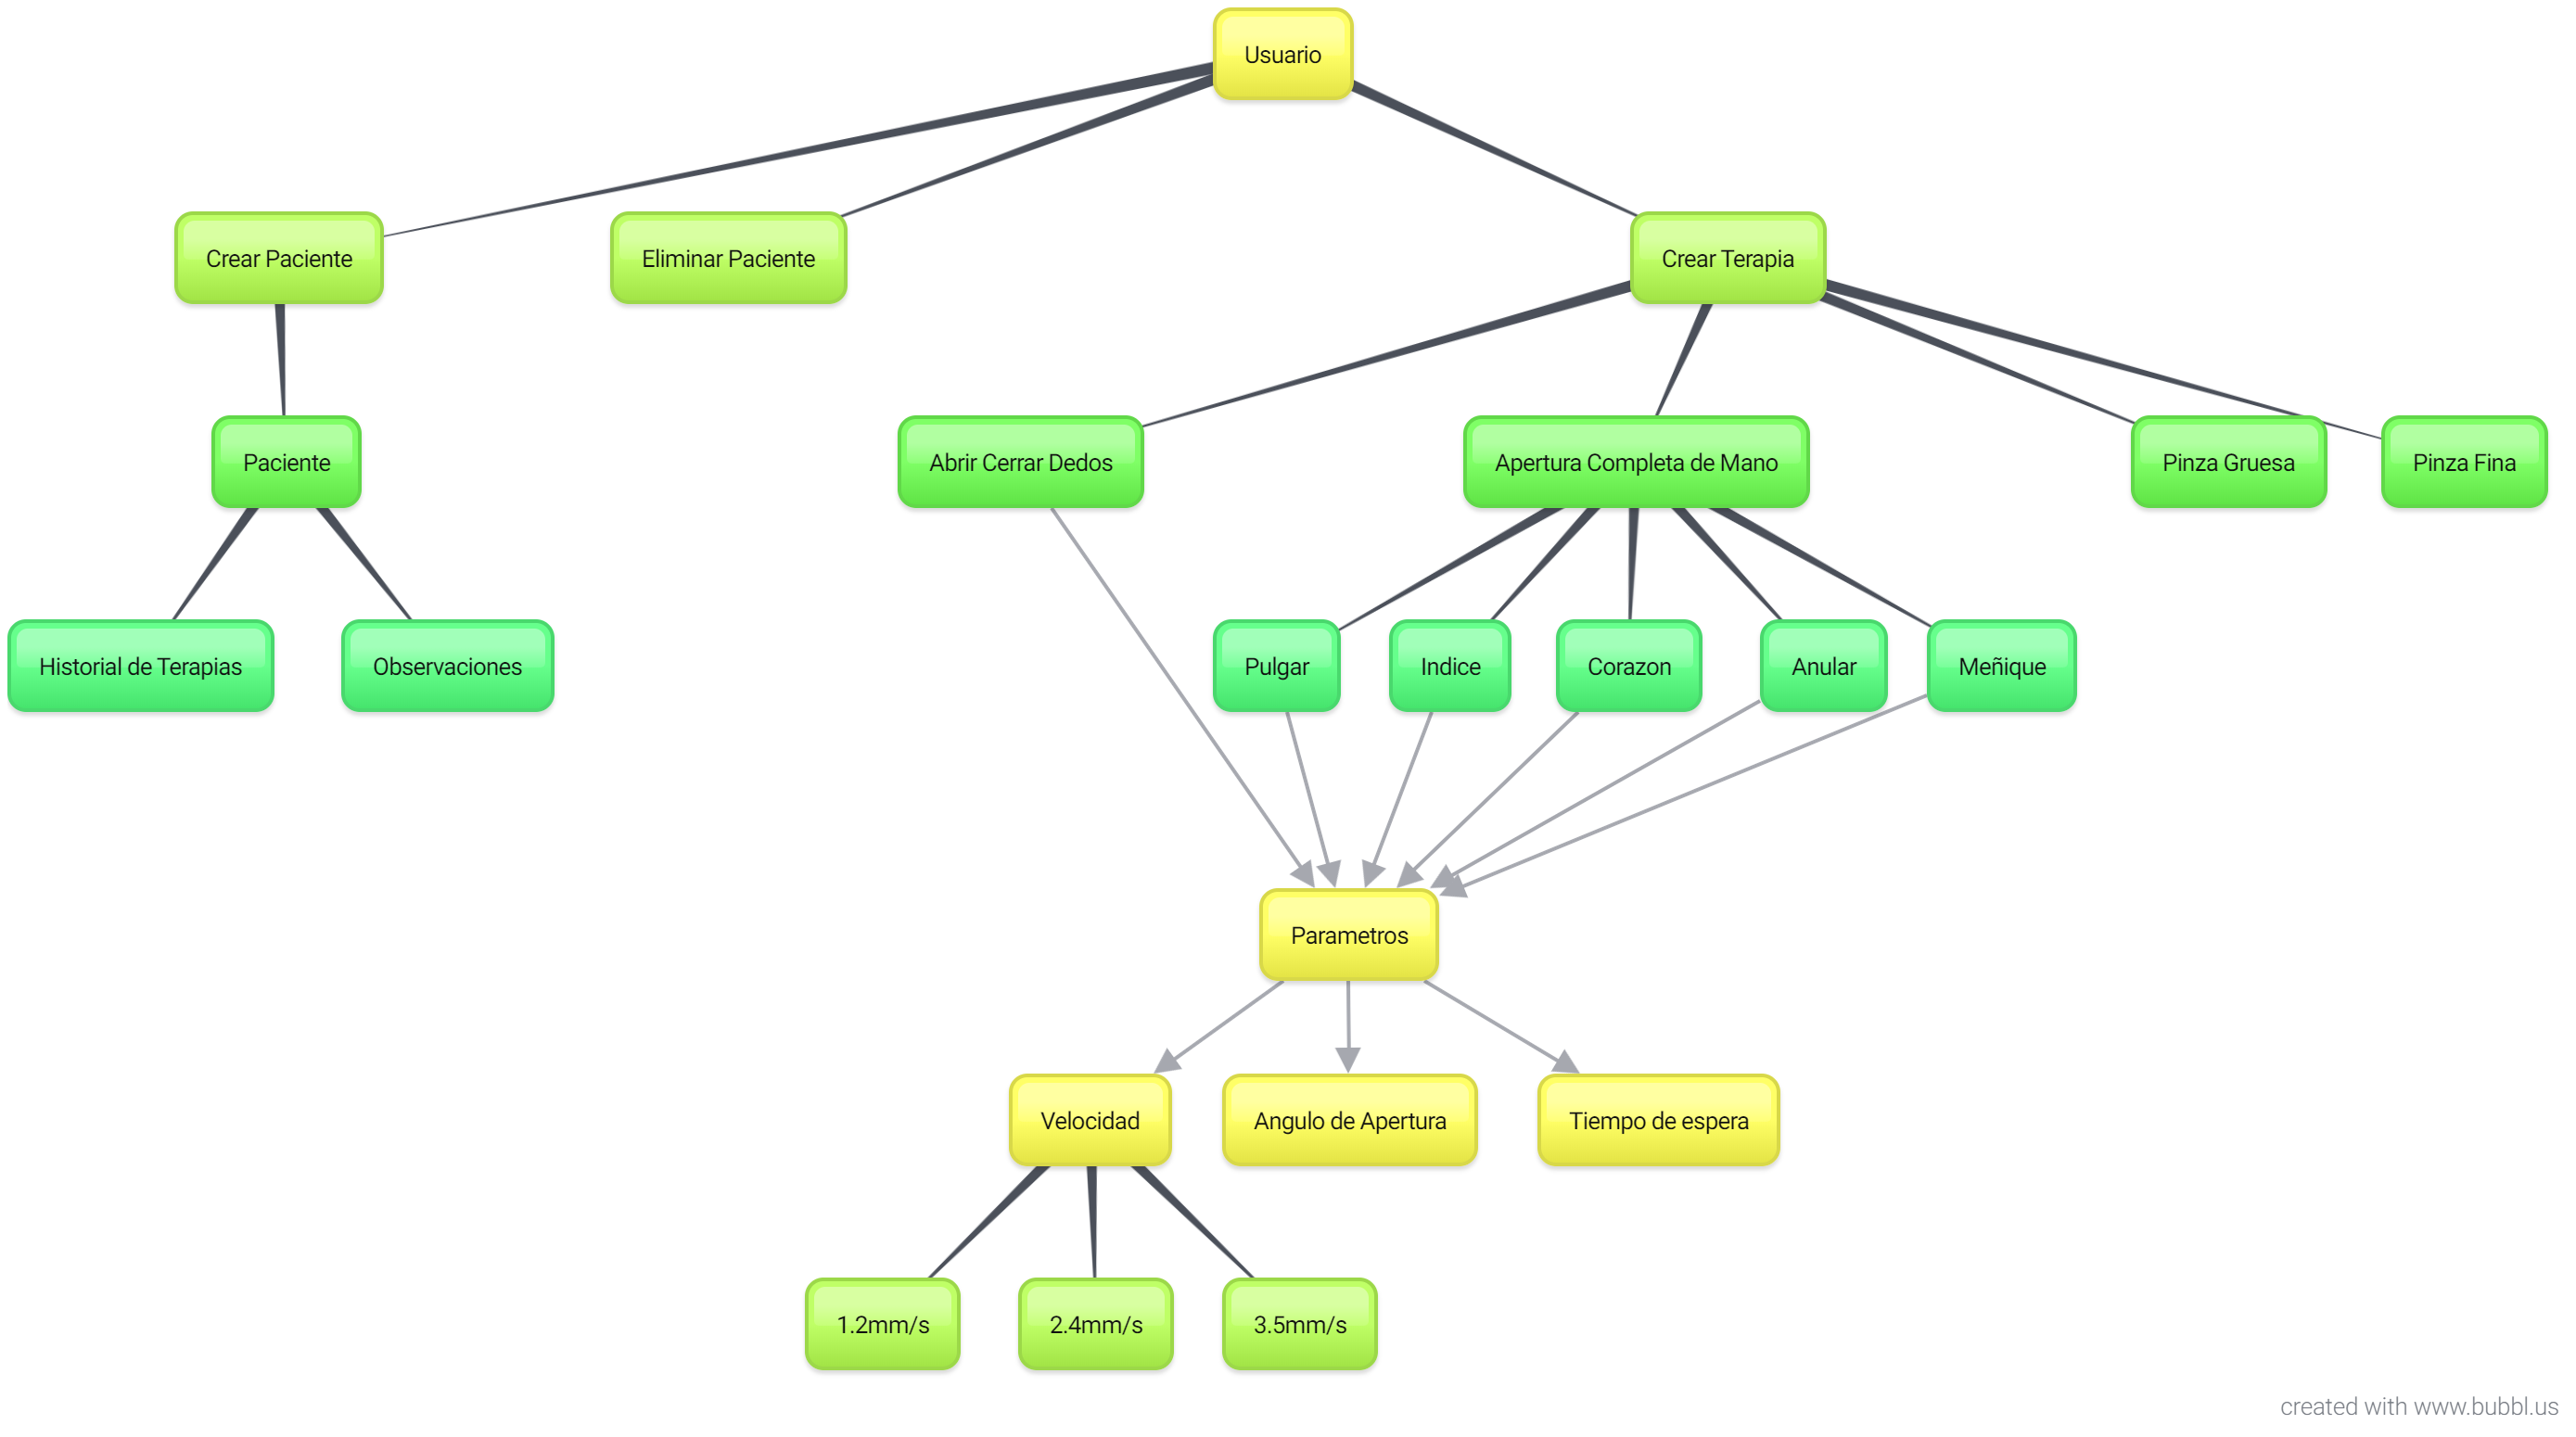 Usuario
Crear Paciente
Eliminar Paciente
Crear Terapia
Paciente
Abrir Cerrar Dedos
Apertura Completa de Mano
Pinza Gruesa
Pinza Fina
Historial de Terapias
Observaciones
Pulgar
Indice
Corazon
Anular
Meñique
Parametros
Velocidad
Angulo de Apertura
Tiempo de espera
1.2mm/s
2.4mm/s
3.5mm/s
created with www.bubbl.us